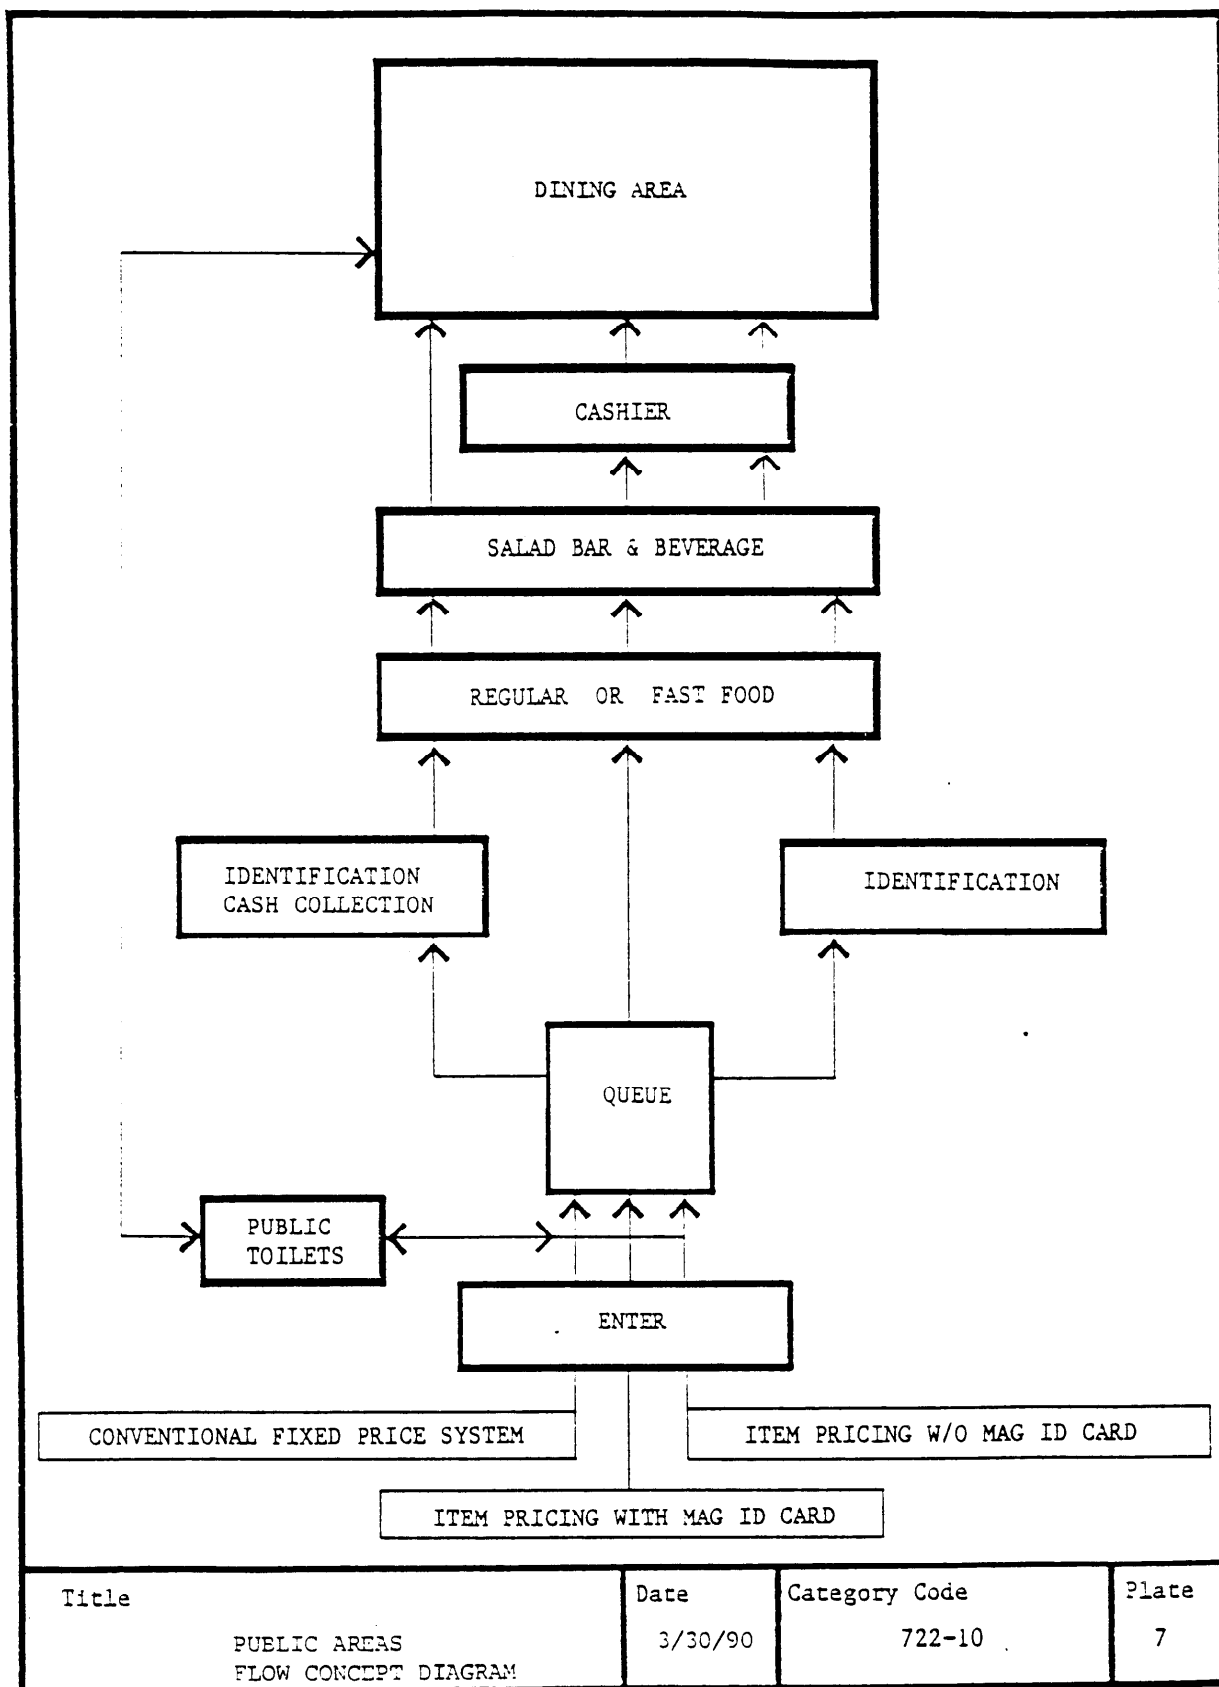 DINING AREA
CASHIER
SALAD BAR & BEVERAGE
REGULAR OR FAST FOOD
IDENTIFICATION
CASH COLLECTION
IDENTIFICATION
QUEUE
PUBLIC
TOILETS
ENTER
CONVENTIONAL FIXED PRICE SYSTEM
ITEM PRICING W/O MAG ID CARD
ITEM PRICING WITH MAG ID CARD
Title
PUBLIC AREAS
FLOW CONCEPT DIAGRAM
Date
3/30/90
Category Code
722-10
Plate
7